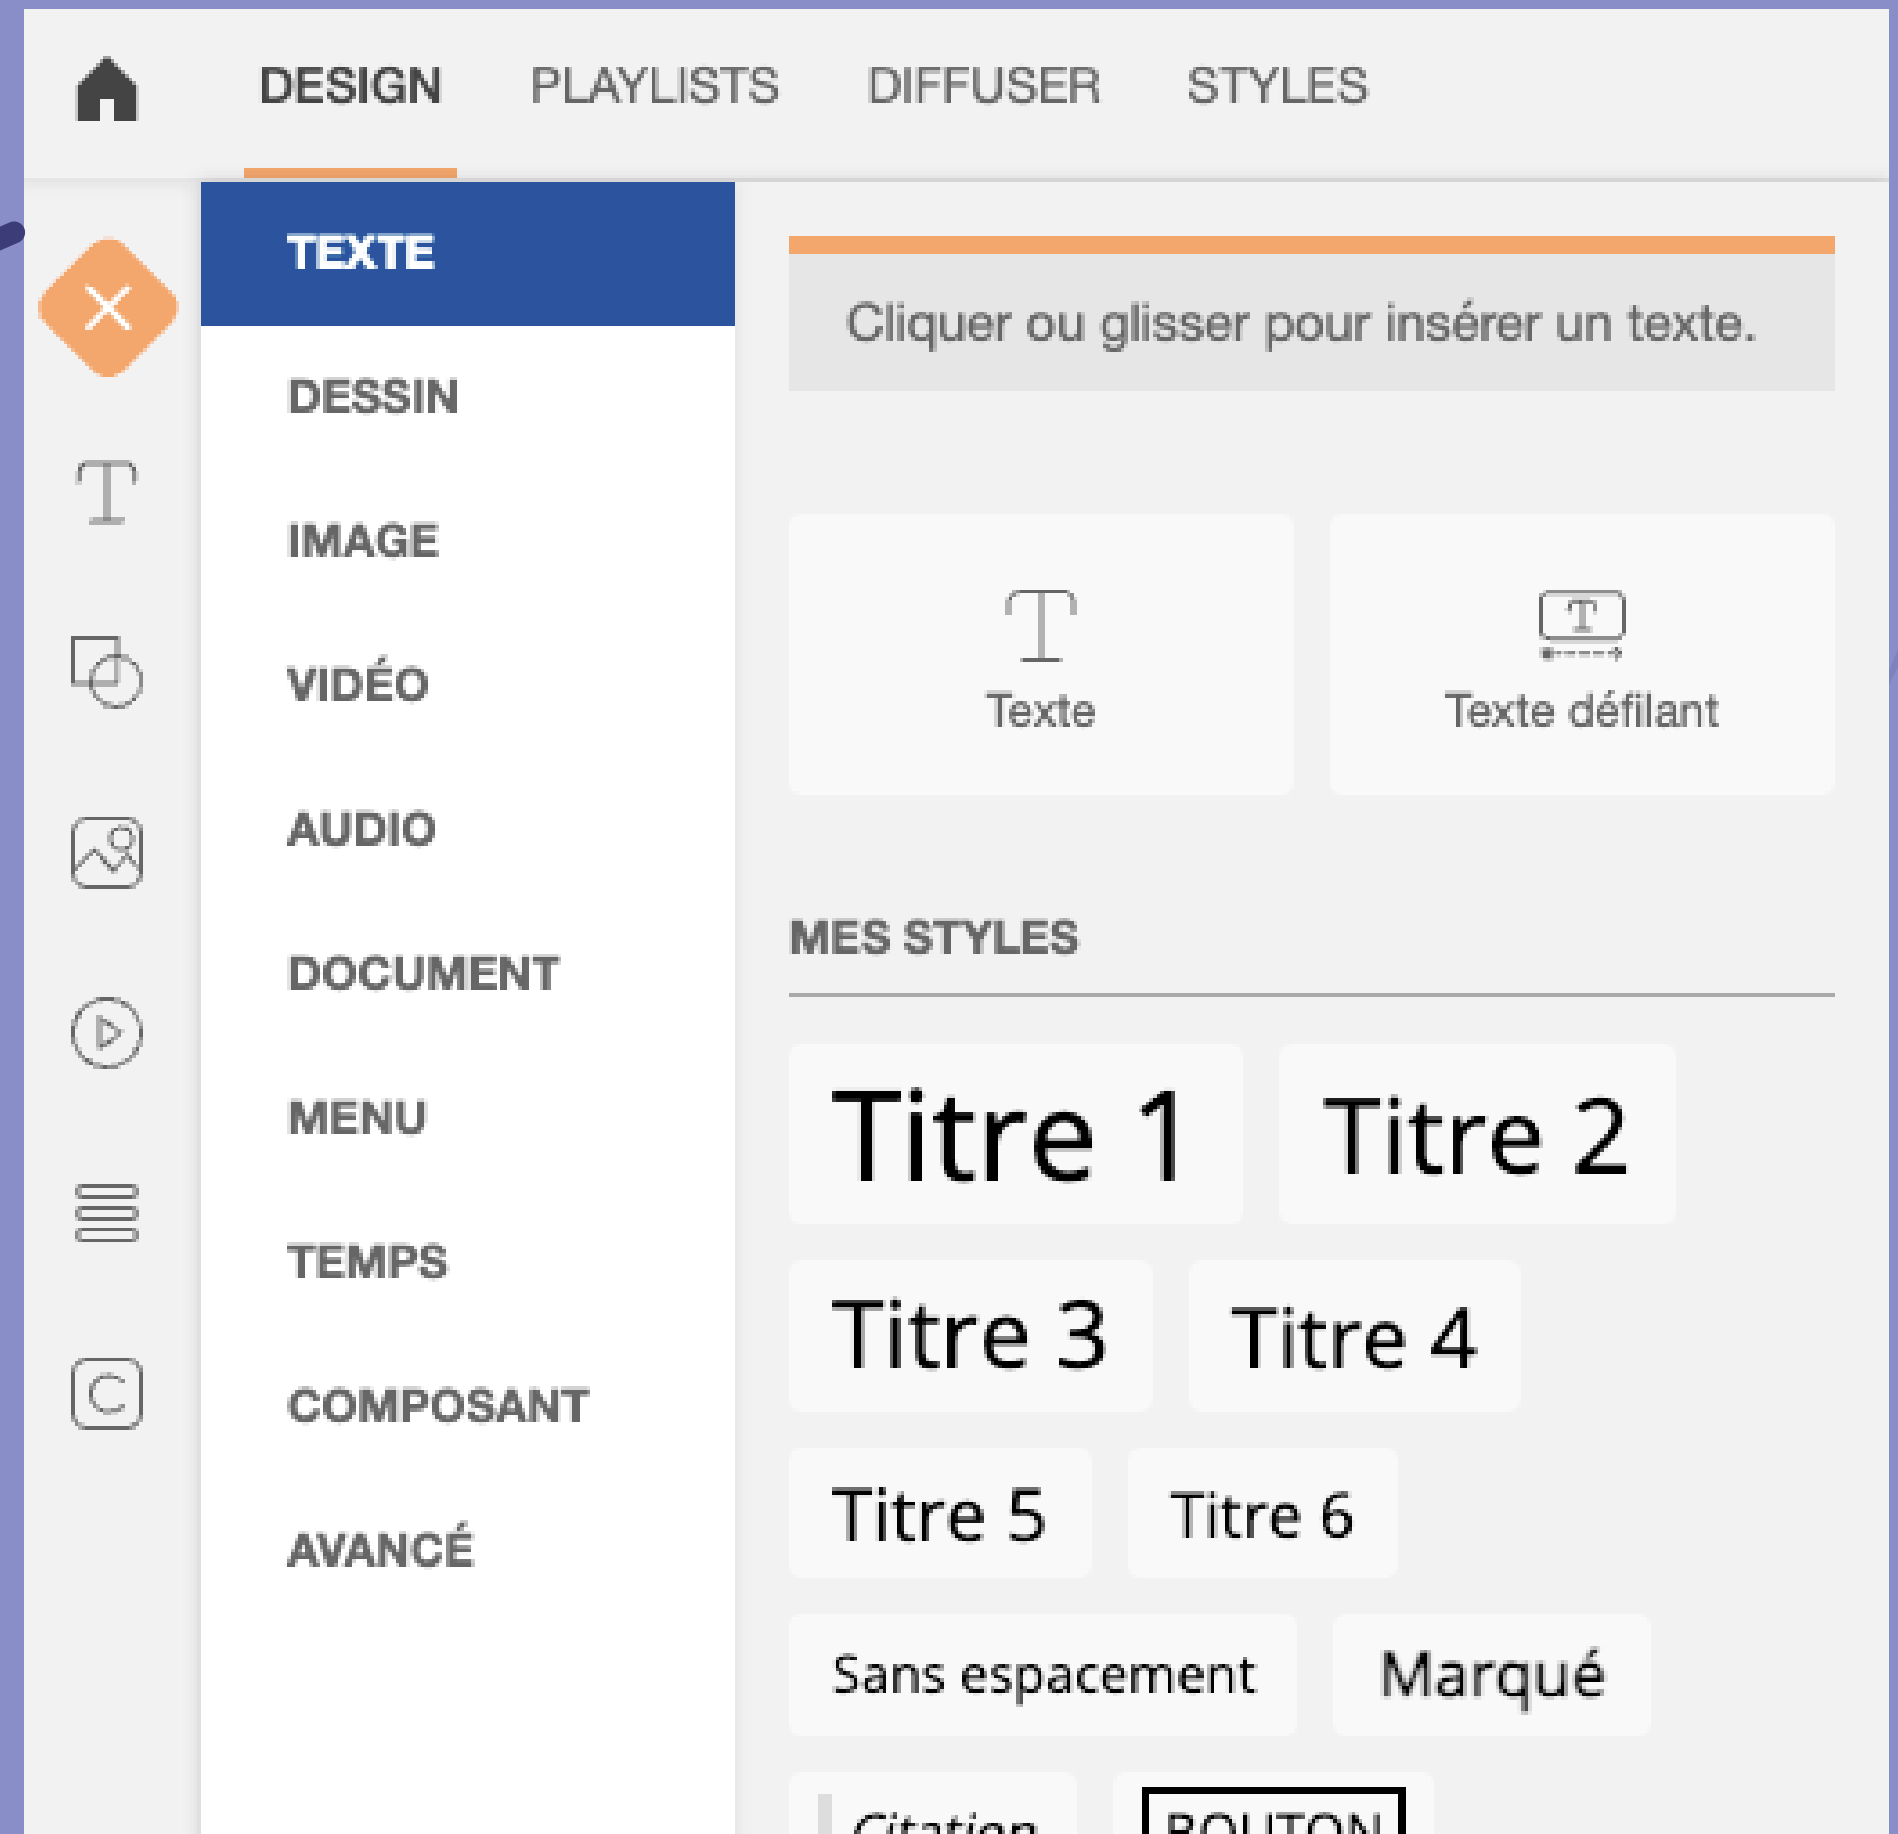 DESIGN PLAYLISTS DIFFUSER STYLES
TEXTE
DESSIN
IMAGE
VIDÉO
AUDIO
DOCUMENT
MENU
TEMPS
COMPOSANT
AVANCÉ
Cliquer ou glisser pour insérer un texte.
T
T
Texte
T
Texte défilant
MES STYLES
Titre 1 Titre 2
Titre 3 Titre 4
Titre 5 Titre 6
Sans espacement Marqué
Citation BOUTON
C